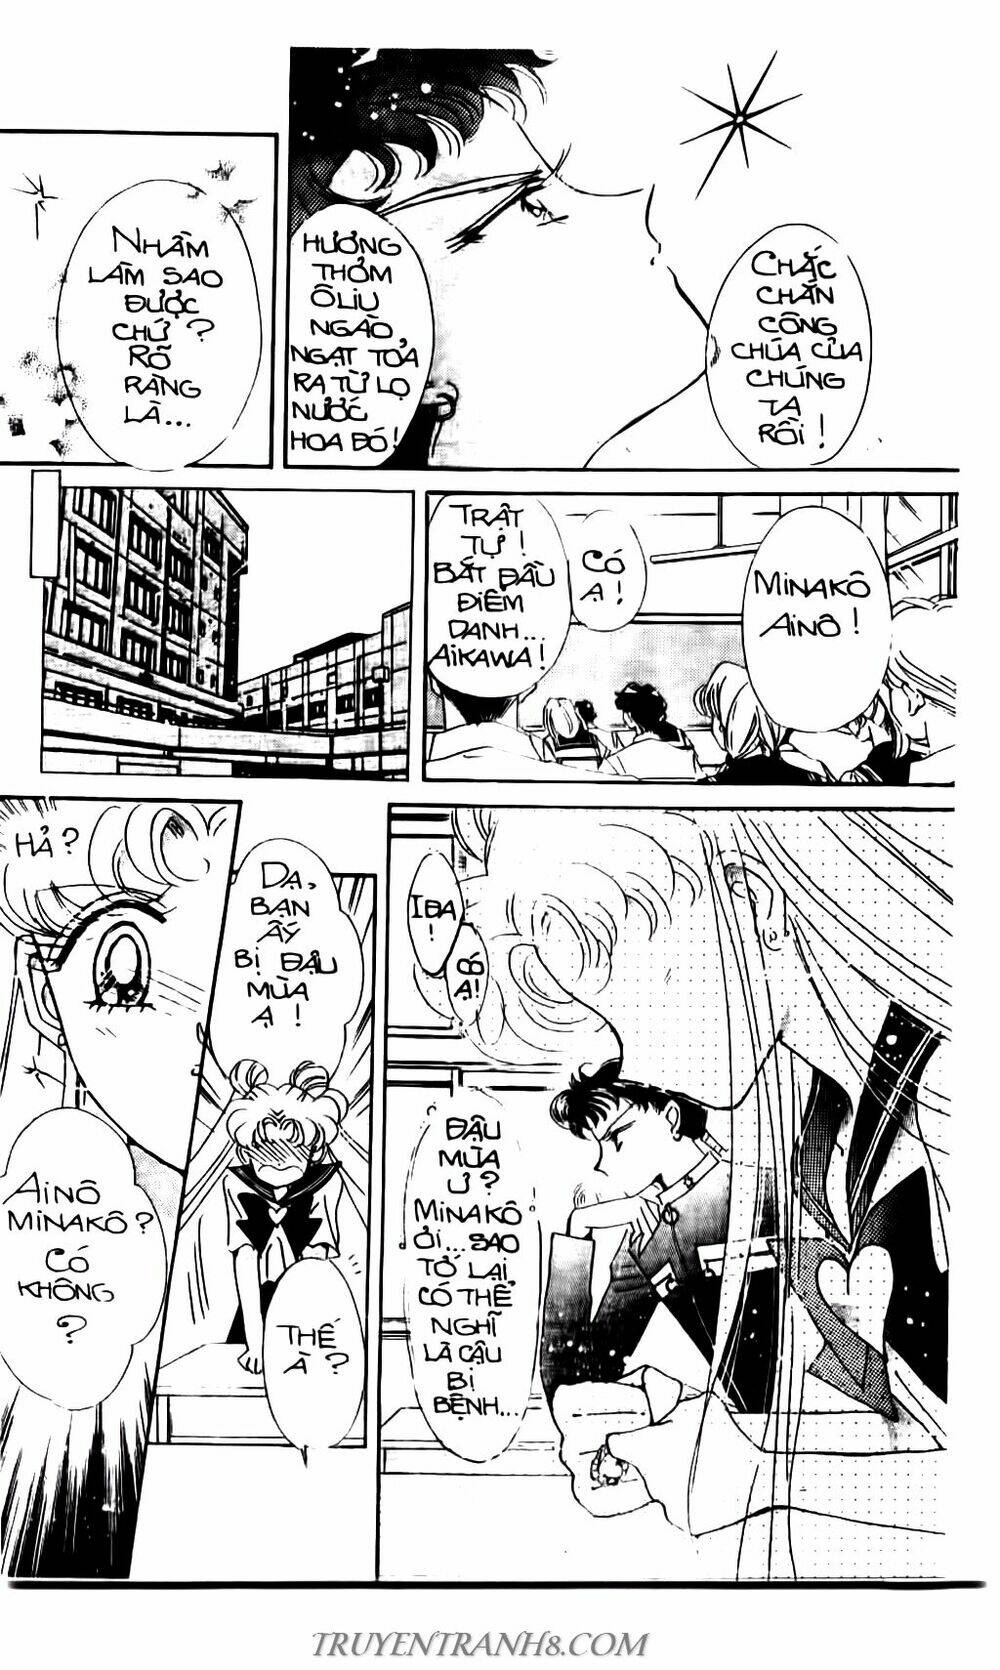 CHẮC
CHẮN
CÔNG
CHÚA CỦA
CHÚNG
TA
RỒI !
HƯƠNG
THƠM
ÔLIU
NGÀO,
NGẠT TỎA
RA TỪ LỌ
NƯỚC
HOA ĐÓ!
NHẦM
LÀM SAO
ĐƯỢC
CHỨ ?
RÕ
RÀNG
LÀ...
TRẬT
TỰ !
BẮT ĐẦU
ĐIỂM
DANH...
AIKAWA !
CÓ
Ạ !
MINAKÔ
AINÔ !
HẢ ?
AINÔ
MINAKÔ ?
CÓ
KHÔNG
?
DẠ,
BẠN
ẤY
BỊ ĐẬU
MÙA
Ạ !
THẾ
À ?
IDA
!
CÓ
Ạ!
ĐẬU
MÙA
Ư ?
MINAKÔ
ƠI... SAO
TỚ LẠI
CÓ THỂ
NGHĨ
LÀ CẬU
BỊ
BỆNH...
TRUYENTRANH8.COM